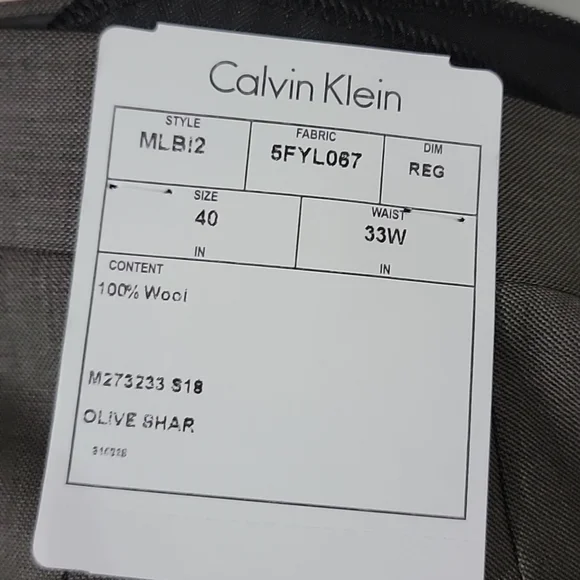 Calvin Klein
STYLE FABRIC DIM
MLBI2 5FYL067 REG
SIZE WAIST
40 33W
IN IN
CONTENT
100% Wool
M273233 S18
OLIVE SHAR